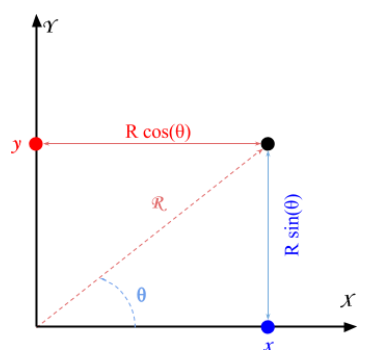 Y
R cos(θ)
y
R
R sin(θ)
θ
X
x